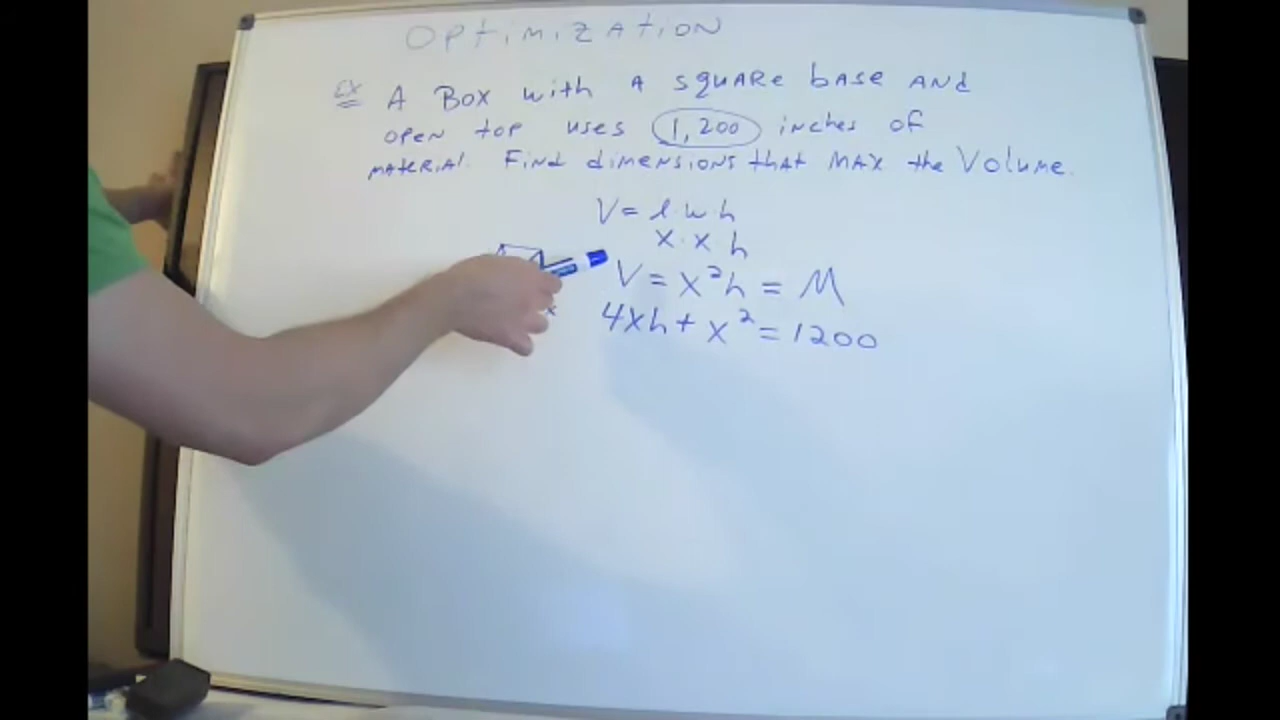 Optimization
Ex A Box with A square base AND
open top uses 1,200 inches of
material. Find dimensions that MAX the Volume.
V = l w h
x · x h
V = x²h = M
x
4xh + x² = 1200